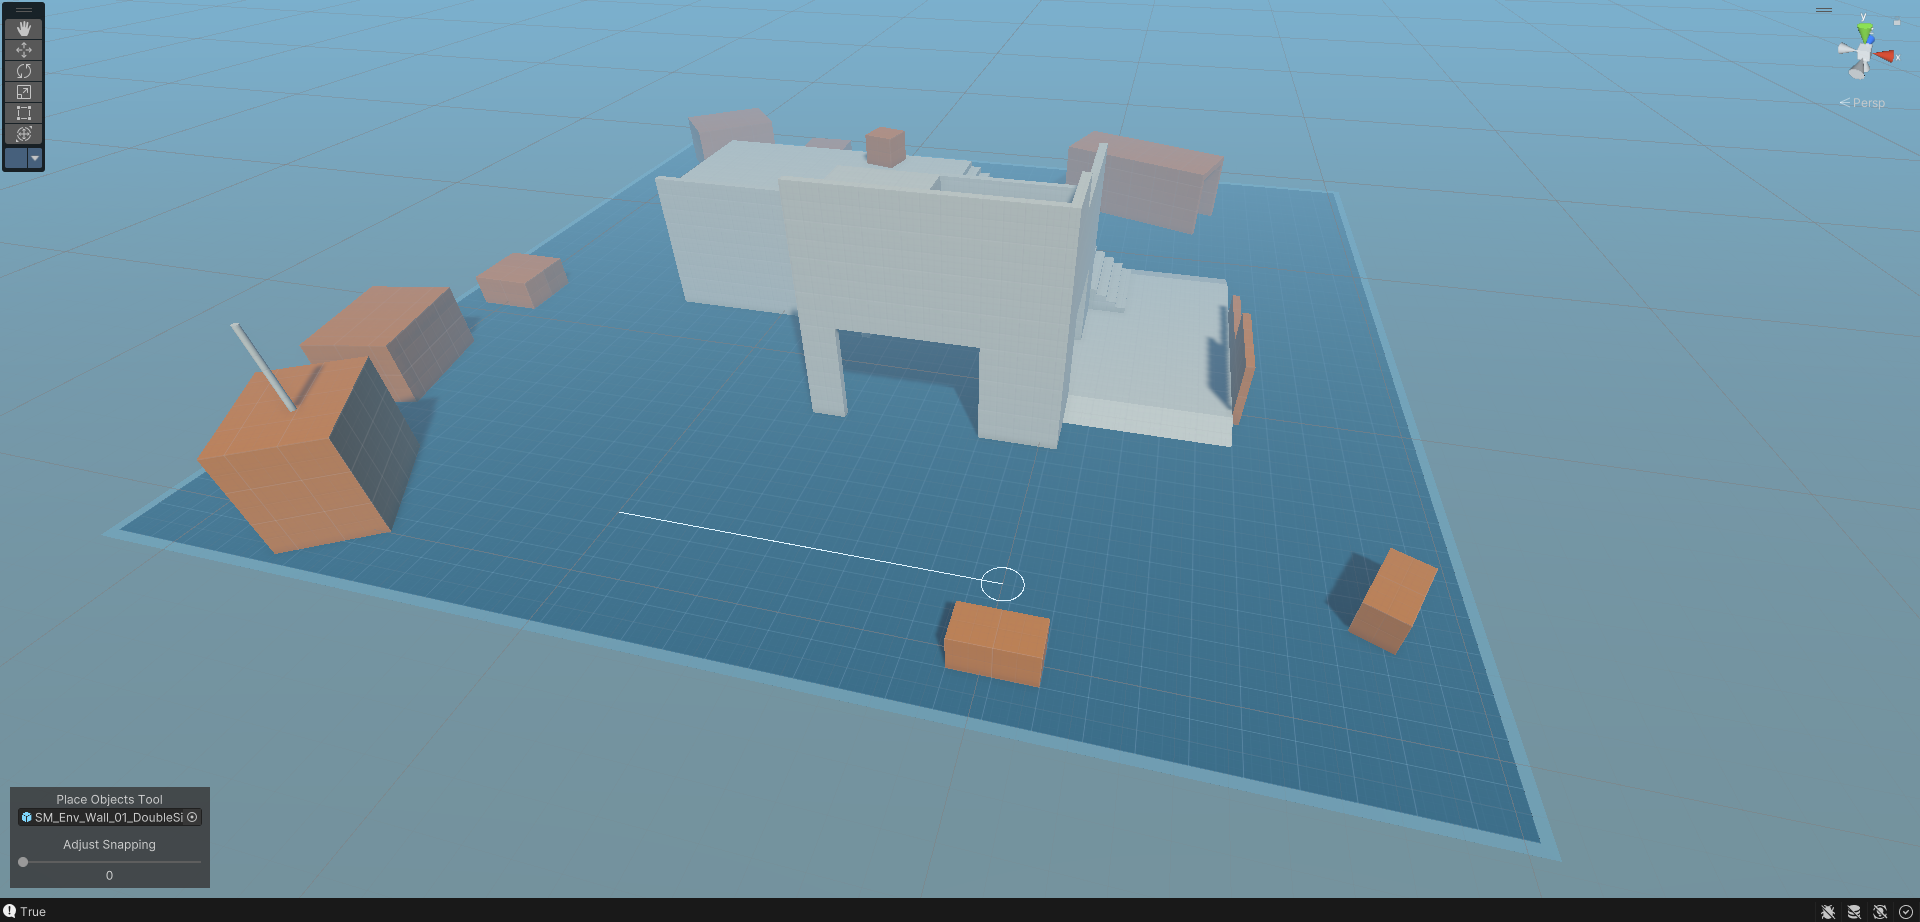 y
x
Persp
Place Objects Tool
SM_Env_Wall_01_DoubleSi
Adjust Snapping
0
True